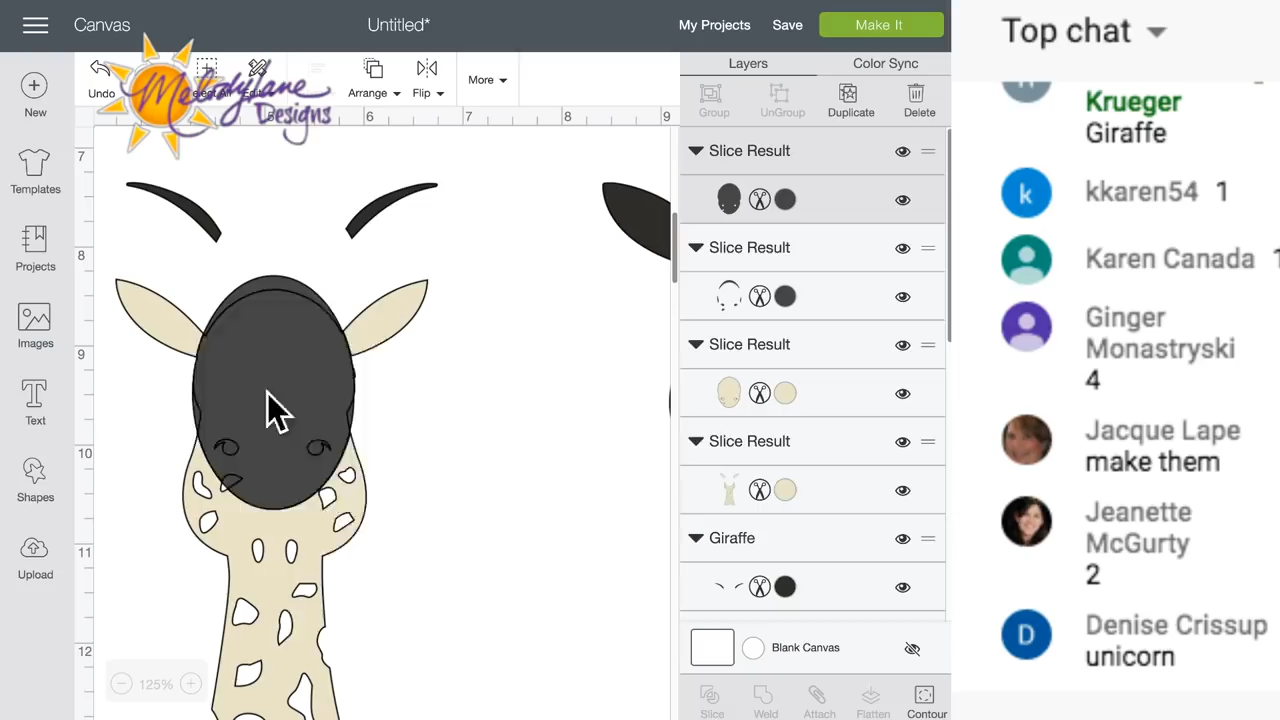 Canvas
Untitled*
My Projects
Save
Make It
New
Templates
Projects
Images
Text
Shapes
Upload
Undo
Arrange
Flip
More
MelodyLane
Designs
6
7
8
9
7
8
9
10
11
12
125%
Layers
Color Sync
Group
UnGroup
Duplicate
Delete
Slice Result
Slice Result
Slice Result
Slice Result
Giraffe
Blank Canvas
Slice
Weld
Attach
Flatten
Contour
Top chat
Krueger
Giraffe
kkaren54 1
Karen Canada 1
Ginger
Monastryski
4
Jacque Lape
make them
Jeanette
McGurty
2
D
Denise Crissup
unicorn